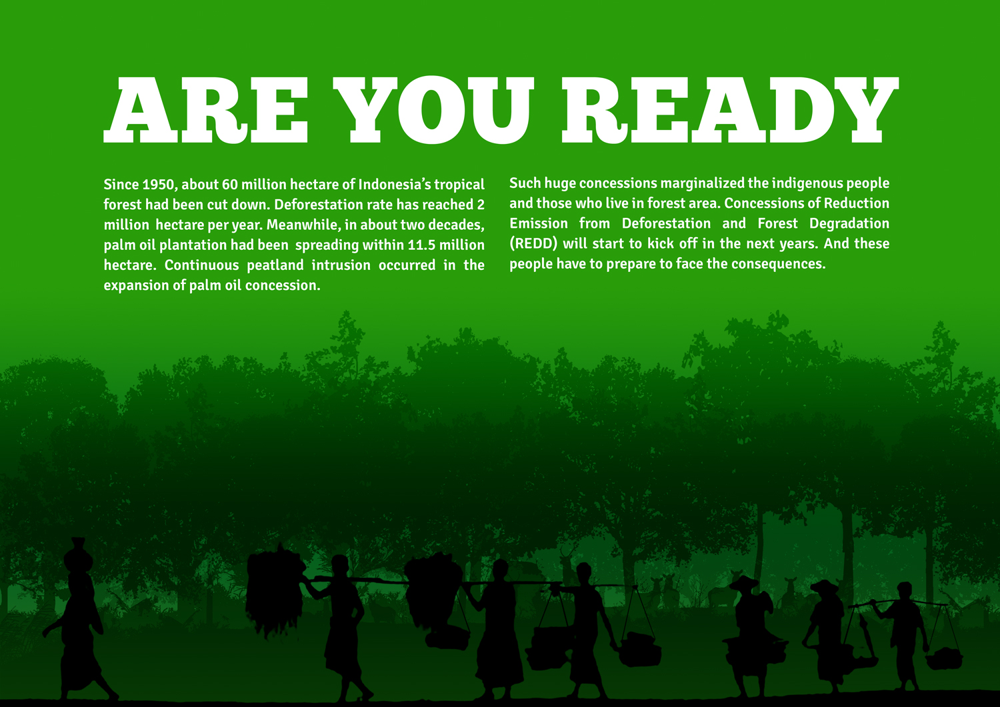 ARE YOU READY
Since 1950, about 60 million hectare of Indonesia's tropical
forest had been cut down. Deforestation rate has reached 2
million hectare per year. Meanwhile, in about two decades,
palm oil plantation had been spreading within 11.5 million
hectare. Continuous peatland intrusion occurred in the
expansion of palm oil concession.
Such huge concessions marginalized the indigenous people
and those who live in forest area. Concessions of Reduction
Emission from Deforestation and Forest Degradation
(REDD) will start to kick off in the next years. And these
people have to prepare to face the consequences.